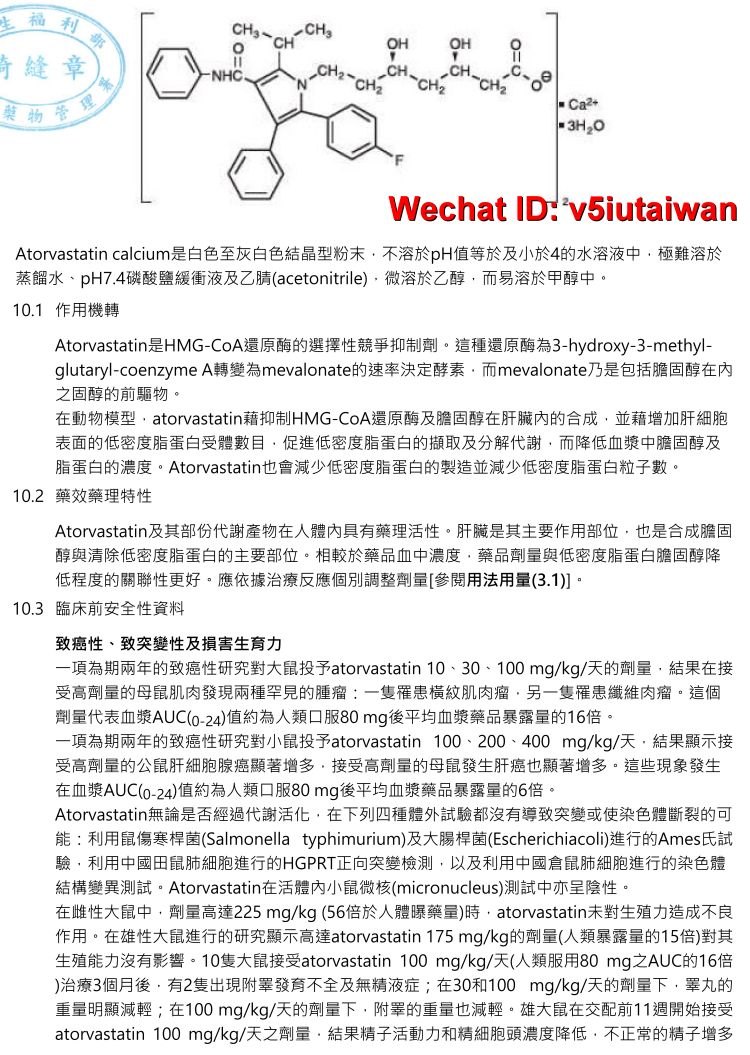 生福利部
騎縫章
藥物管理署
CH₃ CH₃
CH
O OH OH O
NHC N CH₂ CH₂ CH CH₂ CH CH₂ C O⊖
▪ Ca²⁺
▪ 3H₂O
F
2
Wechat ID: v5iutaiwan
Atorvastatin calcium是白色至灰白色結晶型粉末，不溶於pH值等於及小於4的水溶液中，極難溶於
蒸餾水、pH7.4磷酸鹽緩衝液及乙腈(acetonitrile)，微溶於乙醇，而易溶於甲醇中。
10.1 作用機轉
Atorvastatin是HMG-CoA還原酶的選擇性競爭抑制劑。這種還原酶為3-hydroxy-3-methyl-
glutaryl-coenzyme A轉變為mevalonate的速率決定酵素，而mevalonate乃是包括膽固醇在內
之固醇的前驅物。
在動物模型，atorvastatin藉抑制HMG-CoA還原酶及膽固醇在肝臟內的合成，並藉增加肝細胞
表面的低密度脂蛋白受體數目，促進低密度脂蛋白的擷取及分解代謝，而降低血漿中膽固醇及
脂蛋白的濃度。Atorvastatin也會減少低密度脂蛋白的製造並減少低密度脂蛋白粒子數。
10.2 藥效藥理特性
Atorvastatin及其部份代謝產物在人體內具有藥理活性。肝臟是其主要作用部位，也是合成膽固
醇與清除低密度脂蛋白的主要部位。相較於藥品血中濃度，藥品劑量與低密度脂蛋白膽固醇降
低程度的關聯性更好。應依據治療反應個別調整劑量[參閱用法用量(3.1)]。
10.3 臨床前安全性資料
致癌性、致突變性及損害生育力
一項為期兩年的致癌性研究對大鼠投予atorvastatin 10、30、100 mg/kg/天的劑量，結果在接
受高劑量的母鼠肌肉發現兩種罕見的腫瘤：一隻罹患橫紋肌肉瘤，另一隻罹患纖維肉瘤。這個
劑量代表血漿AUC(0-24)值約為人類口服80 mg後平均血漿藥品暴露量的16倍。
一項為期兩年的致癌性研究對小鼠投予atorvastatin 100、200、400 mg/kg/天，結果顯示接
受高劑量的公鼠肝細胞腺癌顯著增多，接受高劑量的母鼠發生肝癌也顯著增多。這些現象發生
在血漿AUC(0-24)值約為人類口服80 mg後平均血漿藥品暴露量的6倍。
Atorvastatin無論是否經過代謝活化，在下列四種體外試驗都沒有導致突變或使染色體斷裂的可
能：利用鼠傷寒桿菌(Salmonella typhimurium)及大腸桿菌(Escherichiacoli)進行的Ames氏試
驗，利用中國田鼠肺細胞進行的HGPRT正向突變檢測，以及利用中國倉鼠肺細胞進行的染色體
結構變異測試。Atorvastatin在活體內小鼠微核(micronucleus)測試中亦呈陰性。
在雌性大鼠中，劑量高達225 mg/kg (56倍於人體曝藥量)時，atorvastatin未對生殖力造成不良
作用。在雄性大鼠進行的研究顯示高達atorvastatin 175 mg/kg的劑量(人類暴露量的15倍)對其
生殖能力沒有影響。10隻大鼠接受atorvastatin 100 mg/kg/天(人類服用80 mg之AUC的16倍
)治療3個月後，有2隻出現附睪發育不全及無精液症；在30和100 mg/kg/天的劑量下，睪丸的
重量明顯減輕；在100 mg/kg/天的劑量下，附睪的重量也減輕。雄大鼠在交配前11週開始接受
atorvastatin 100 mg/kg/天之劑量，結果精子活動力和精細胞頭濃度降低，不正常的精子增多